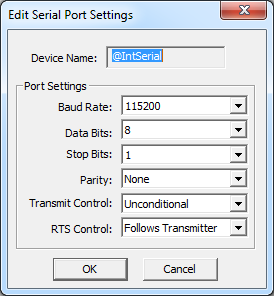 Edit Serial Port Settings
Device Name: @IntSerial
Port Settings
Baud Rate: 115200
Data Bits: 8
Stop Bits: 1
Parity: None
Transmit Control: Unconditional
RTS Control: Follows Transmitter
OK Cancel